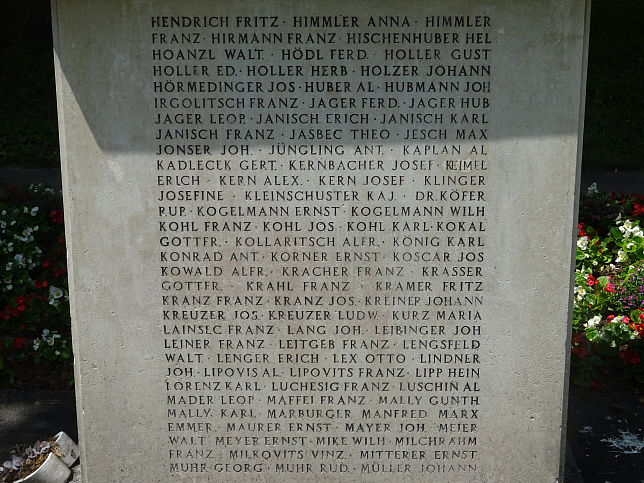 HENDRICH FRITZ · HIMMLER ANNA · HIMMLER
FRANZ · HIRMANN FRANZ · HISCHENHUBER HEL
HOANZL WALT. · HÖDL FERD. · HOLLER GUST
HOLLER ED. · HOLLER HERB · HOLZER JOHANN
HÖRMEDINGER JOS · HUBER AL · HUBMANN JOH
IRGOLITSCH FRANZ · JAGER FERD. · JAGER HUB
JAGER LEOP. · JANISCH ERICH · JANISCH KARL
JANISCH FRANZ · JASBEC THEO · JESCH MAX
JONSER JOH. · JÜNGLING ANT. · KAPLAN AL
KADLECEK GERT. · KERNBACHER JOSEF · KEIMEL
ERICH · KERN ALEX. · KERN JOSEF · KLINGER
JOSEFINE · KLEINSCHUSTER KAJ. · DR. KÖFER
RUP. · KOGELMANN ERNST · KOGELMANN WILH
KOHL FRANZ · KOHL JOS. · KOHL KARL · KOKAL
GOTTFR. · KOLLARITSCH ALFR. · KÖNIG KARL
KONRAD ANT · KÖRNER ERNST · KOSCAR JOS
KOWALD ALFR. · KRACHER FRANZ · KRASSER
GOTTFR. · KRAHL FRANZ · KRAMER FRITZ
KRANZ FRANZ · KRANZ JOS. · KREINER JOHANN
KREUZER JOS. · KREUZER LUDW. · KURZ MARIA
LAINSEC FRANZ · LANG JOH. · LEIBINGER JOH
LEINER FRANZ · LEITGEB FRANZ · LENGSFELD
WALT. · LENGER ERICH · LEX OTTO · LINDNER
JOH. · LIPOVIS AL. · LIPOVITS FRANZ · LIPP HEIN
LORENZ KARL · LUCHESIG FRANZ · LUSCHIN AL
MADER LEOP. · MAFFEI FRANZ · MALLY GUNTH
MALLY. KARL · MARBURGER MANFRED · MARX
EMMER. · MAURER ERNST · MAYER JOH. · MEIER
WALT · MEYER ERNST · MIKE WILH. · MILCHRAHM
FRANZ · MILKOVITS VINZ. · MITTERER ERNST
MUHR GEORG · MUHR RUD. · MÜLLER JOHANN